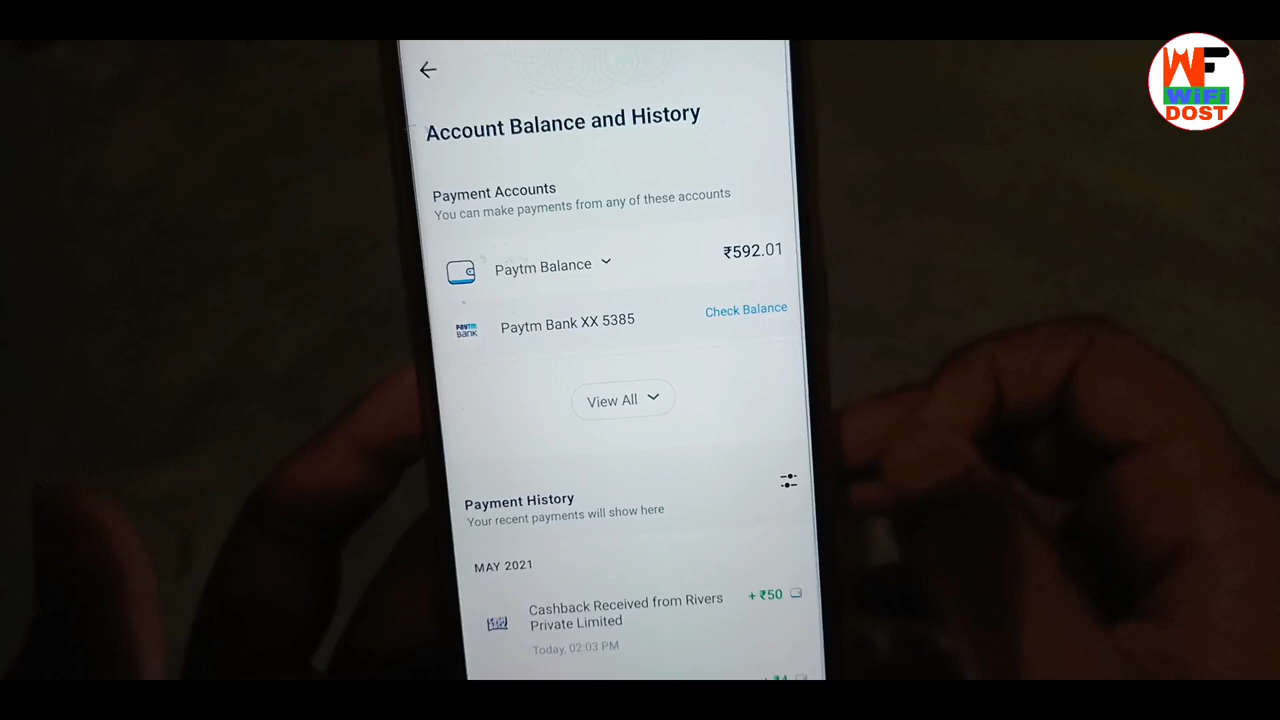 WF
WiFi
DOST
Account Balance and History
Payment Accounts
You can make payments from any of these accounts
Paytm Balance
₹592.01
Paytm BANK
Paytm Bank XX 5385
Check Balance
View All
Payment History
Your recent payments will show here
MAY 2021
Cashback Received from Rivers
Private Limited
+ ₹50
Today, 02:03 PM